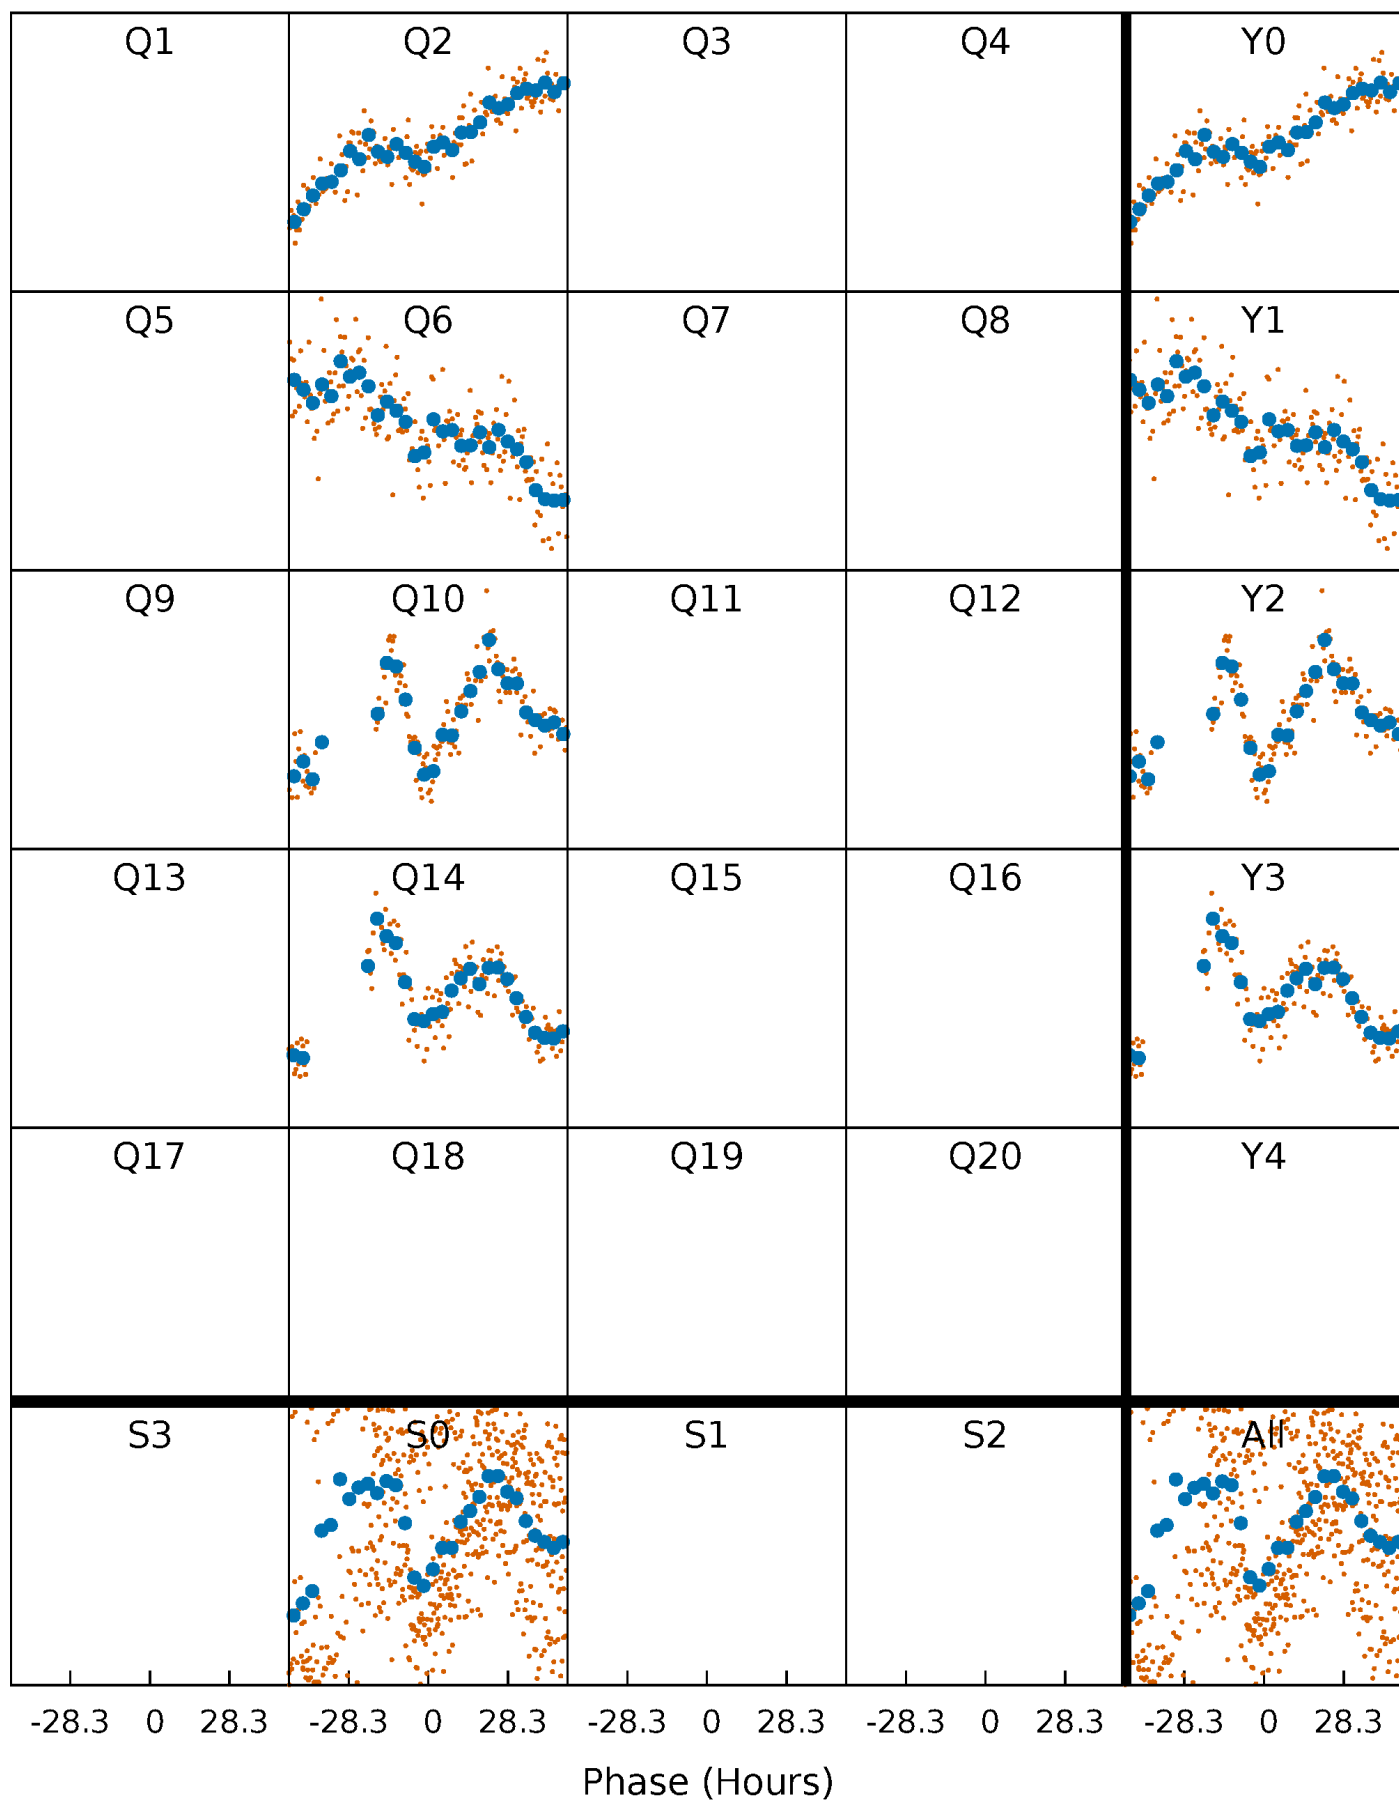 Q1 Q2 Q3 Q4 Y0
Q5 Q6 Q7 Q8 Y1
Q9 Q10 Q11 Q12 Y2
Q13 Q14 Q15 Q16 Y3
Q17 Q18 Q19 Q20 Y4
S3 S0 S1 S2 All
-28.3 0 28.3 -28.3 0 28.3 -28.3 0 28.3 -28.3 0 28.3 -28.3 0 28.3
Phase (Hours)